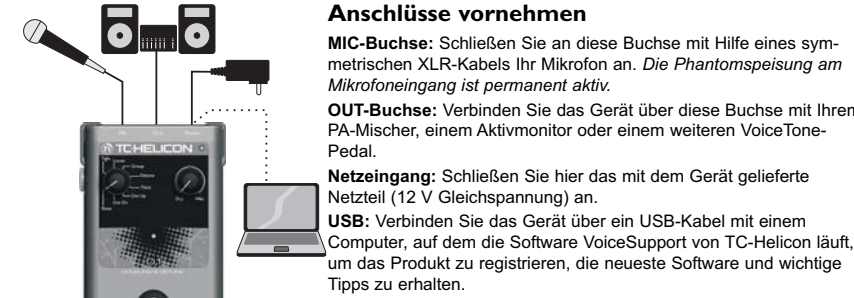 Anschlüsse vornehmen
MIC-Buchse: Schließen Sie an diese Buchse mit Hilfe eines sym-
metrischen XLR-Kabels Ihr Mikrofon an. Die Phantomspeisung am
Mikrofoneingang ist permanent aktiv.
OUT-Buchse: Verbinden Sie das Gerät über diese Buchse mit Ihrem
PA-Mischer, einem Aktivmonitor oder einem weiteren VoiceTone-
Pedal.
Netzeingang: Schließen Sie hier das mit dem Gerät gelieferte
Netzteil (12 V Gleichspannung) an.
USB: Verbinden Sie das Gerät über ein USB-Kabel mit einem
Computer, auf dem die Software VoiceSupport von TC-Helicon läuft,
um das Produkt zu registrieren, die neueste Software und wichtige
Tipps zu erhalten.
TC HELICON
Group
Thick
Dry